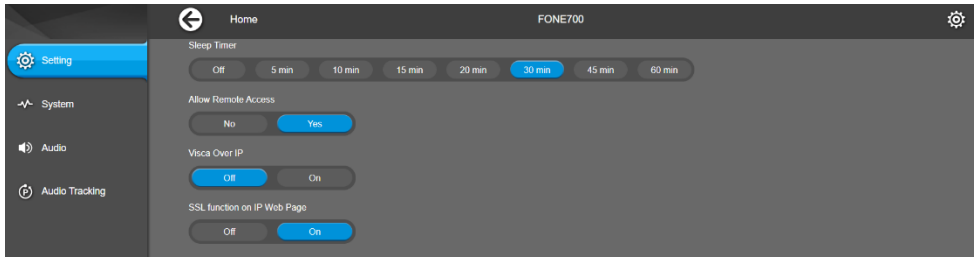 Home
FONE700
Setting
System
Audio
Audio Tracking
Sleep Timer
Off 5 min 10 min 15 min 20 min 30 min 45 min 60 min
Allow Remote Access
No Yes
Visca Over IP
Off On
SSL function on IP Web Page
Off On